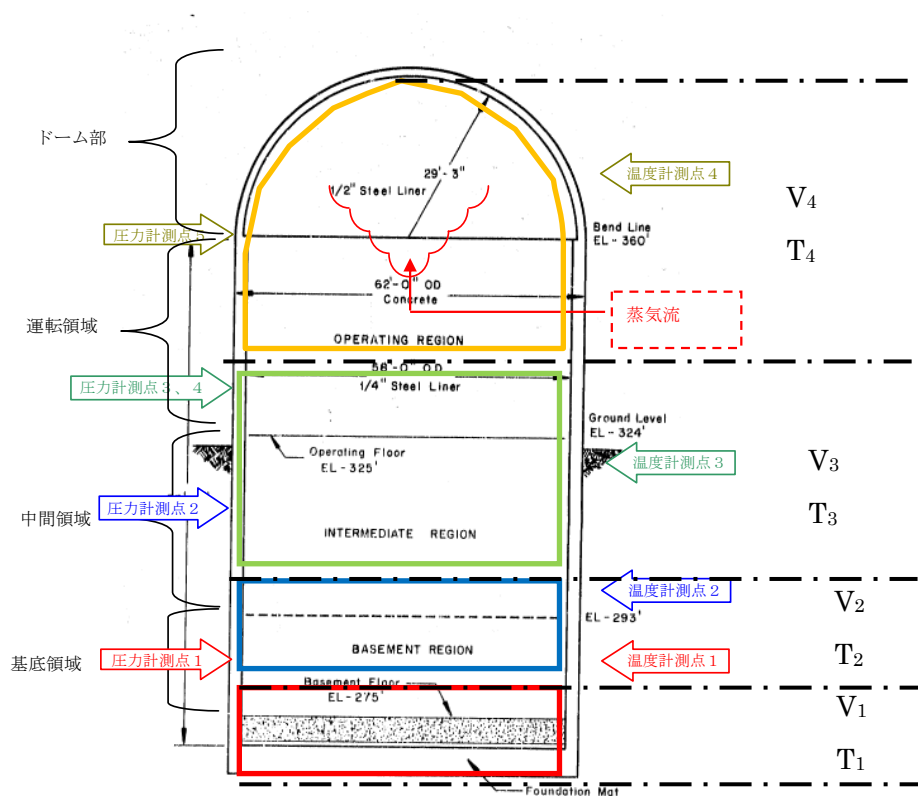 ドーム部
29'-3"
1/2" Steel Liner
温度計測点4
V4
圧力計測点5
Bend Line
EL-360'
T4
62'-0" OD
Concrete
蒸気流
運転領域
OPERATING REGION
58'-0" OD
1/4" Steel Liner
圧力計測点3、4
Ground Level
EL-324'
Operating Floor
EL-325'
温度計測点3
V3
圧力計測点2
中間領域
INTERMEDIATE REGION
T3
温度計測点2
V2
EL-293'
BASEMENT REGION
基底領域
圧力計測点1
温度計測点1
T2
Basement Floor
EL-275'
V1
T1
Foundation Mat